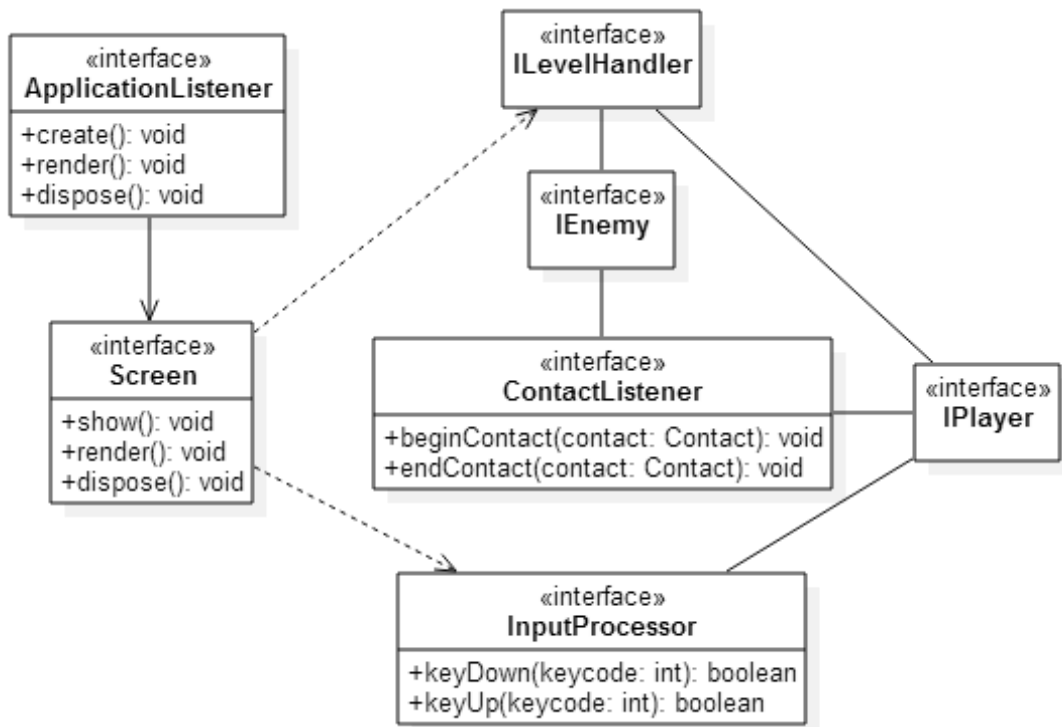 «interface»
ApplicationListener
+create(): void
+render(): void
+dispose(): void
«interface»
ILevelHandler
«interface»
IEnemy
«interface»
Screen
+show(): void
+render(): void
+dispose(): void
«interface»
ContactListener
+beginContact(contact: Contact): void
+endContact(contact: Contact): void
«interface»
IPlayer
«interface»
InputProcessor
+keyDown(keycode: int): boolean
+keyUp(keycode: int): boolean